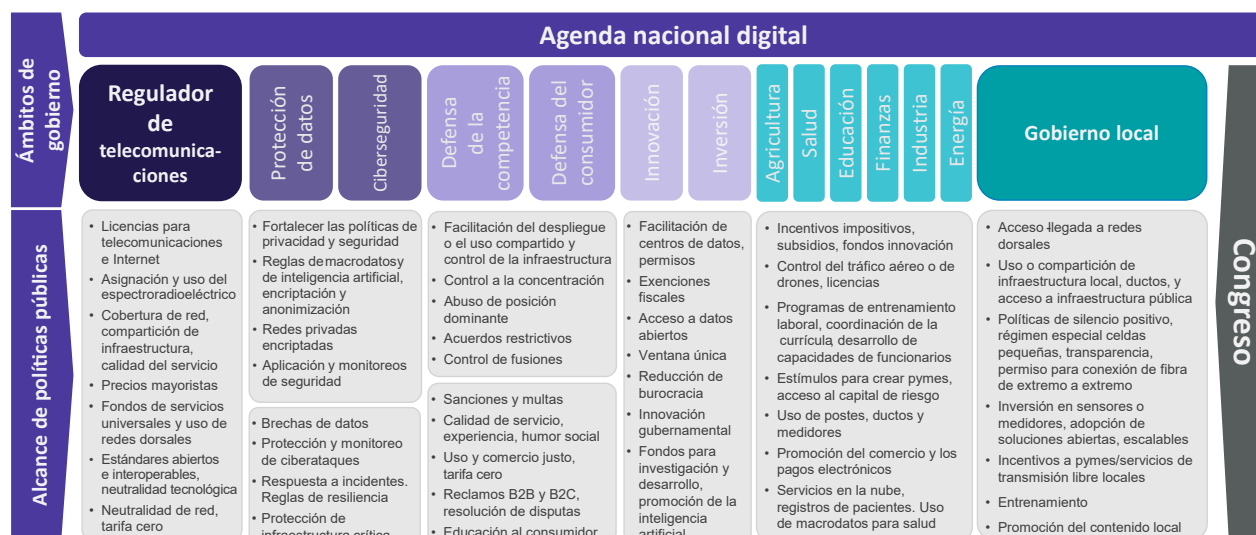 Agenda nacional digital
Ámbitos de
gobierno
Regulador
de
telecomunica-
ciones
Protección
de datos
Ciberseguridad
Defensa
de la
competencia
Defensa del
consumidor
Innovación
Inversión
Agricultura
Salud
Educación
Finanzas
Industria
Energía
Gobierno local
Congreso
Alcance de políticas públicas
• Licencias para
telecomunicaciones
e Internet
• Asignación y uso del
espectroradioeléctrico
• Cobertura de red,
compartición de
infraestructura,
calidad del servicio
• Precios mayoristas
• Fondos de servicios
universales y uso de
redes dorsales
• Estándares abiertos
e interoperables,
neutralidad tecnológica
• Neutralidad de red,
tarifa cero
• Fortalecer las políticas de
privacidad y seguridad
• Reglas de macrodatosy
de inteligencia artificial,
encriptación y
anonimización
• Redes privadas
encriptadas
• Aplicación y monitoreos
de seguridad
• Brechas de datos
• Protección y monitoreo
de ciberataques
• Respuesta a incidentes.
Reglas de resiliencia
• Protección de
infraestructura crítica
• Facilitación del despliegue
o el uso compartido y
control de la infraestructura
• Control a la concentración
• Abuso de posición
dominante
• Acuerdos restrictivos
• Control de fusiones
• Sanciones y multas
• Calidad de servicio,
experiencia, humor social
• Uso y comercio justo,
tarifa cero
• Reclamos B2B y B2C,
resolución de disputas
• Educación al consumidor
• Facilitación de
centros de datos,
permisos
• Exenciones
fiscales
• Acceso a datos
abiertos
• Ventana única
• Reducción de
burocracia
• Innovación
gubernamental
• Fondos para
investigación y
desarrollo,
promoción de la
inteligencia
artificial
• Incentivos impositivos,
subsidios, fondos innovación
• Control del tráfico aéreo o de
drones, licencias
• Programas de entrenamiento
laboral, coordinación de la
currícula, desarrollo de
capacidades de funcionarios
• Estímulos para crear pymes,
acceso al capital de riesgo
• Uso de postes, ductos y
medidores
• Promoción del comercio y los
pagos electrónicos
• Servicios en la nube,
registros de pacientes. Uso
de macrodatos para salud
• Acceso-llegada a redes
dorsales
• Uso o compartición de
infraestructura local, ductos, y
acceso a infraestructura pública
• Políticas de silencio positivo,
régimen especial celdas
pequeñas, transparencia,
permiso para conexión de fibra
de extremo a extremo
• Inversión en sensores o
medidores, adopción de
soluciones abiertas, escalables
• Incentivos a pymes/servicios de
transmisión libre locales
• Entrenamiento
• Promoción del contenido local